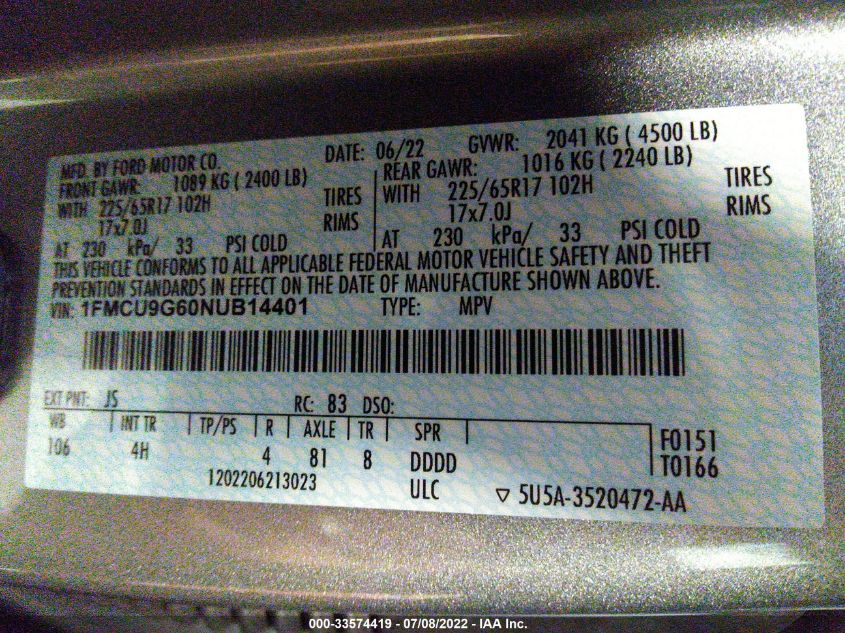 MFD. BY FORD MOTOR CO. DATE: 06/22 GVWR: 2041 KG ( 4500 LB)
FRONT GAWR: 1089 KG ( 2400 LB) REAR GAWR: 1016 KG ( 2240 LB)
WITH 225/65R17 102H TIRES WITH 225/65R17 102H TIRES
17x7.0J RIMS 17x7.0J RIMS
AT 230 kPa/ 33 PSI COLD AT 230 kPa/ 33 PSI COLD
THIS VEHICLE CONFORMS TO ALL APPLICABLE FEDERAL MOTOR VEHICLE SAFETY AND THEFT
PREVENTION STANDARDS IN EFFECT ON THE DATE OF MANUFACTURE SHOWN ABOVE.
VIN: 1FMCU9G60NUB14401 TYPE: MPV
EXT PNT: JS RC: 83 DSO:
WB INT TR TP/PS R AXLE TR SPR F0151
106 4H 4 81 8 DDDD T0166
1202206213023 ULC ▽ 5U5A-3520472-AA
000-33574419 - 07/08/2022 - IAA Inc.